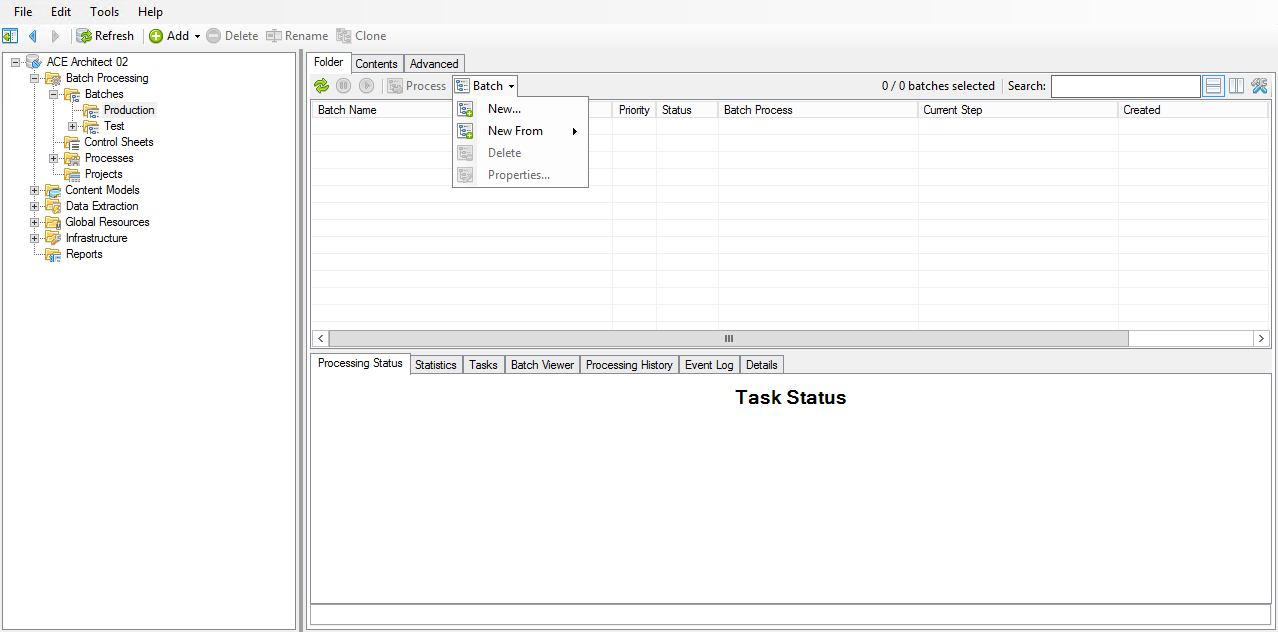 File Edit Tools Help
Refresh Add Delete Rename Clone
ACE Architect 02
Batch Processing
Batches
Production
Test
Control Sheets
Processes
Projects
Content Models
Data Extraction
Global Resources
Infrastructure
Reports
Folder Contents Advanced
Process Batch 0 / 0 batches selected Search:
Batch Name Priority Status Batch Process Current Step Created
New...
New From
Delete
Properties...
Processing Status Statistics Tasks Batch Viewer Processing History Event Log Details
Task Status